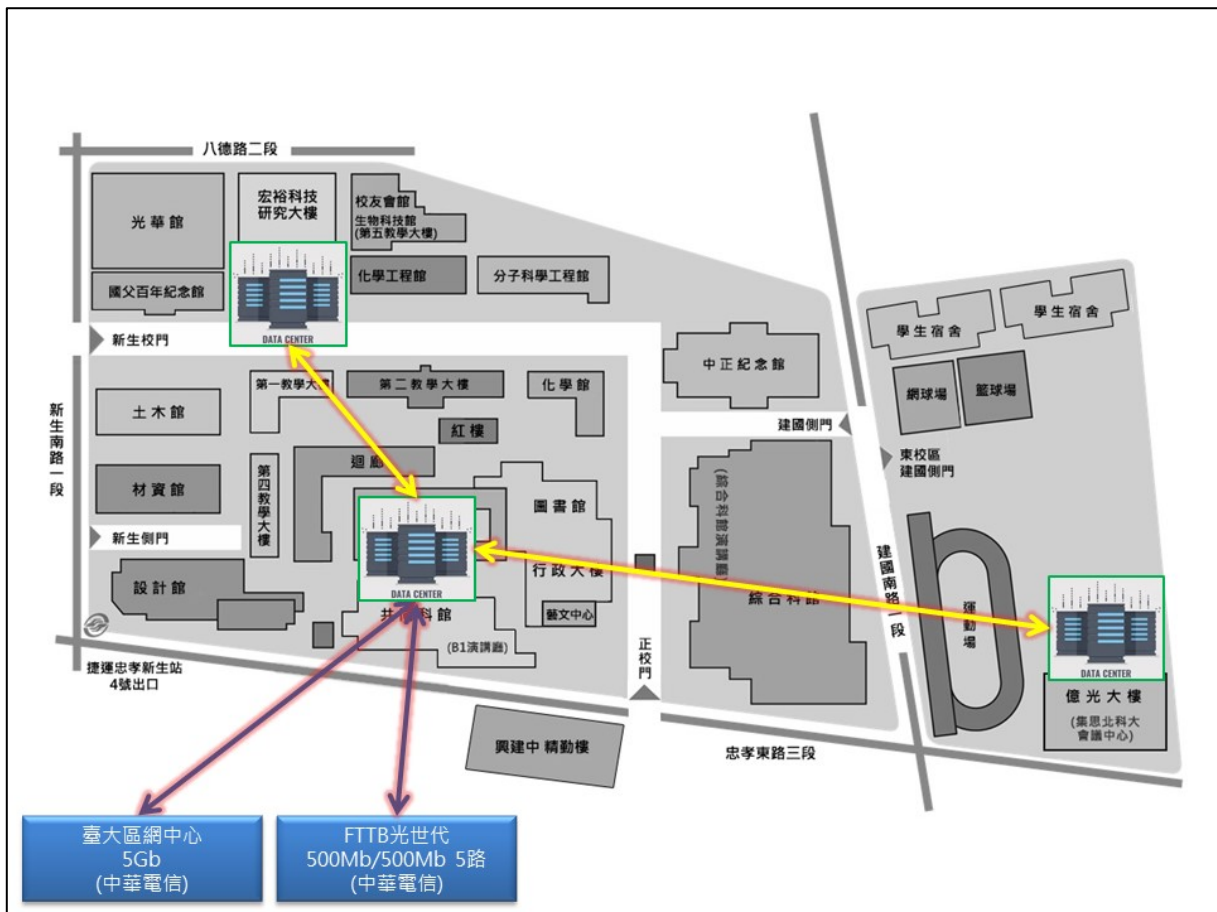 八德路二段
光華館
宏裕科技
研究大樓
校友會館
生物科技館
(第五教學大樓)
國父百年紀念館
化學工程館
分子科學工程館
DATA CENTER
新生校門
第一教學大樓
第二教學大樓
化學館
中正紀念館
學生宿舍
學生宿舍
網球場
籃球場
土木館
紅樓
建國側門
新生南路一段
迴廊
東校區
建國側門
材資館
第四教學大樓
圖書館
(綜合科館演講廳)
新生側門
行政大樓
建國南路一段
設計館
DATA CENTER
綜合科館
運動場
共 科館
藝文中心
(B1演講廳)
正校門
DATA CENTER
億光大樓
(集思北科大
會議中心)
捷運忠孝新生站
4號出口
興建中精勤樓
忠孝東路三段
臺大區網中心
5Gb
(中華電信)
FTTB光世代
500Mb/500Mb 5路
(中華電信)